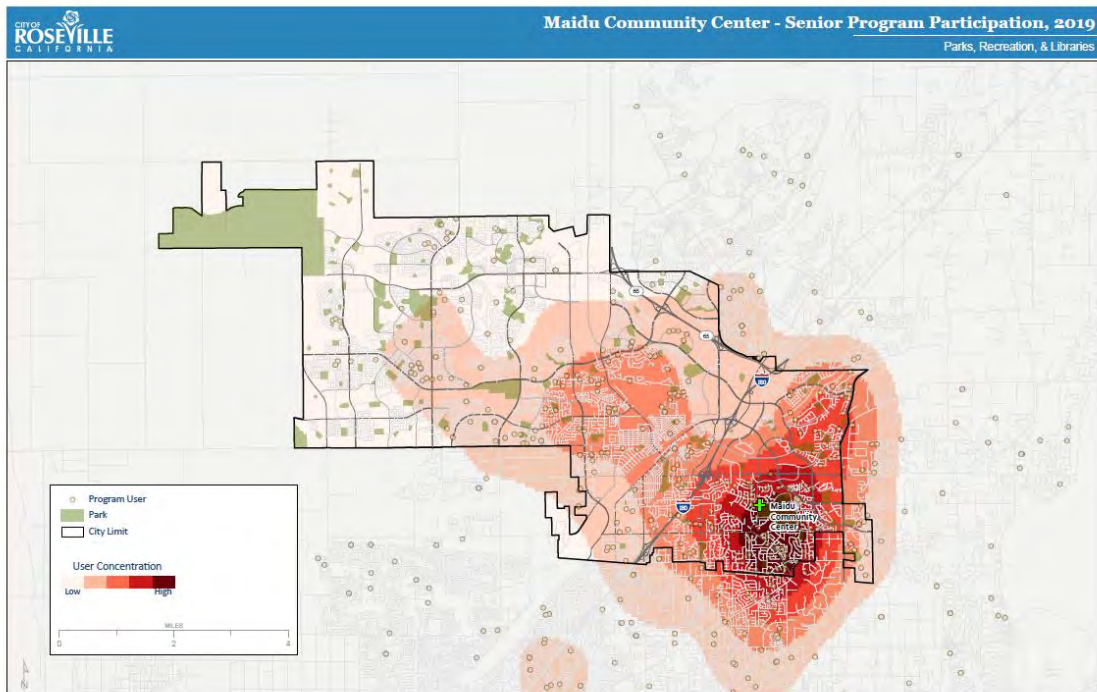 CITY OF
ROSEVILLE
CALIFORNIA
Maidu Community Center - Senior Program Participation, 2019
Parks, Recreation, & Libraries
65
65
80
80
Maidu
Community
Center
Program User
Park
City Limit
User Concentration
Low High
MILES
0 2 4
N